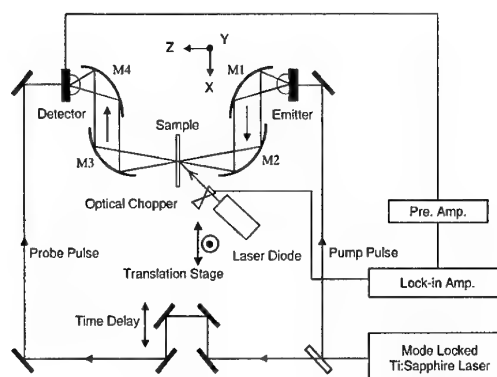 Z
Y
X
M4
M1
Detector
Emitter
Sample
M3
M2
Optical Chopper
Pre. Amp.
Probe Pulse
Laser Diode
Pump Pulse
Translation Stage
Lock-in Amp.
Time Delay
Mode Locked
Ti:Sapphire Laser